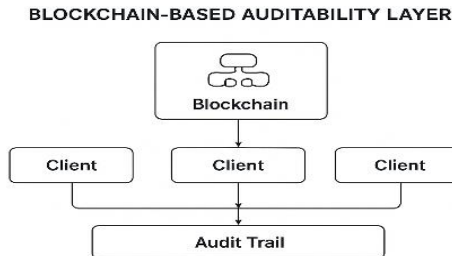 BLOCKCHAIN-BASED AUDITABILITY LAYER
Blockchain
Client
Client
Client
Audit Trail